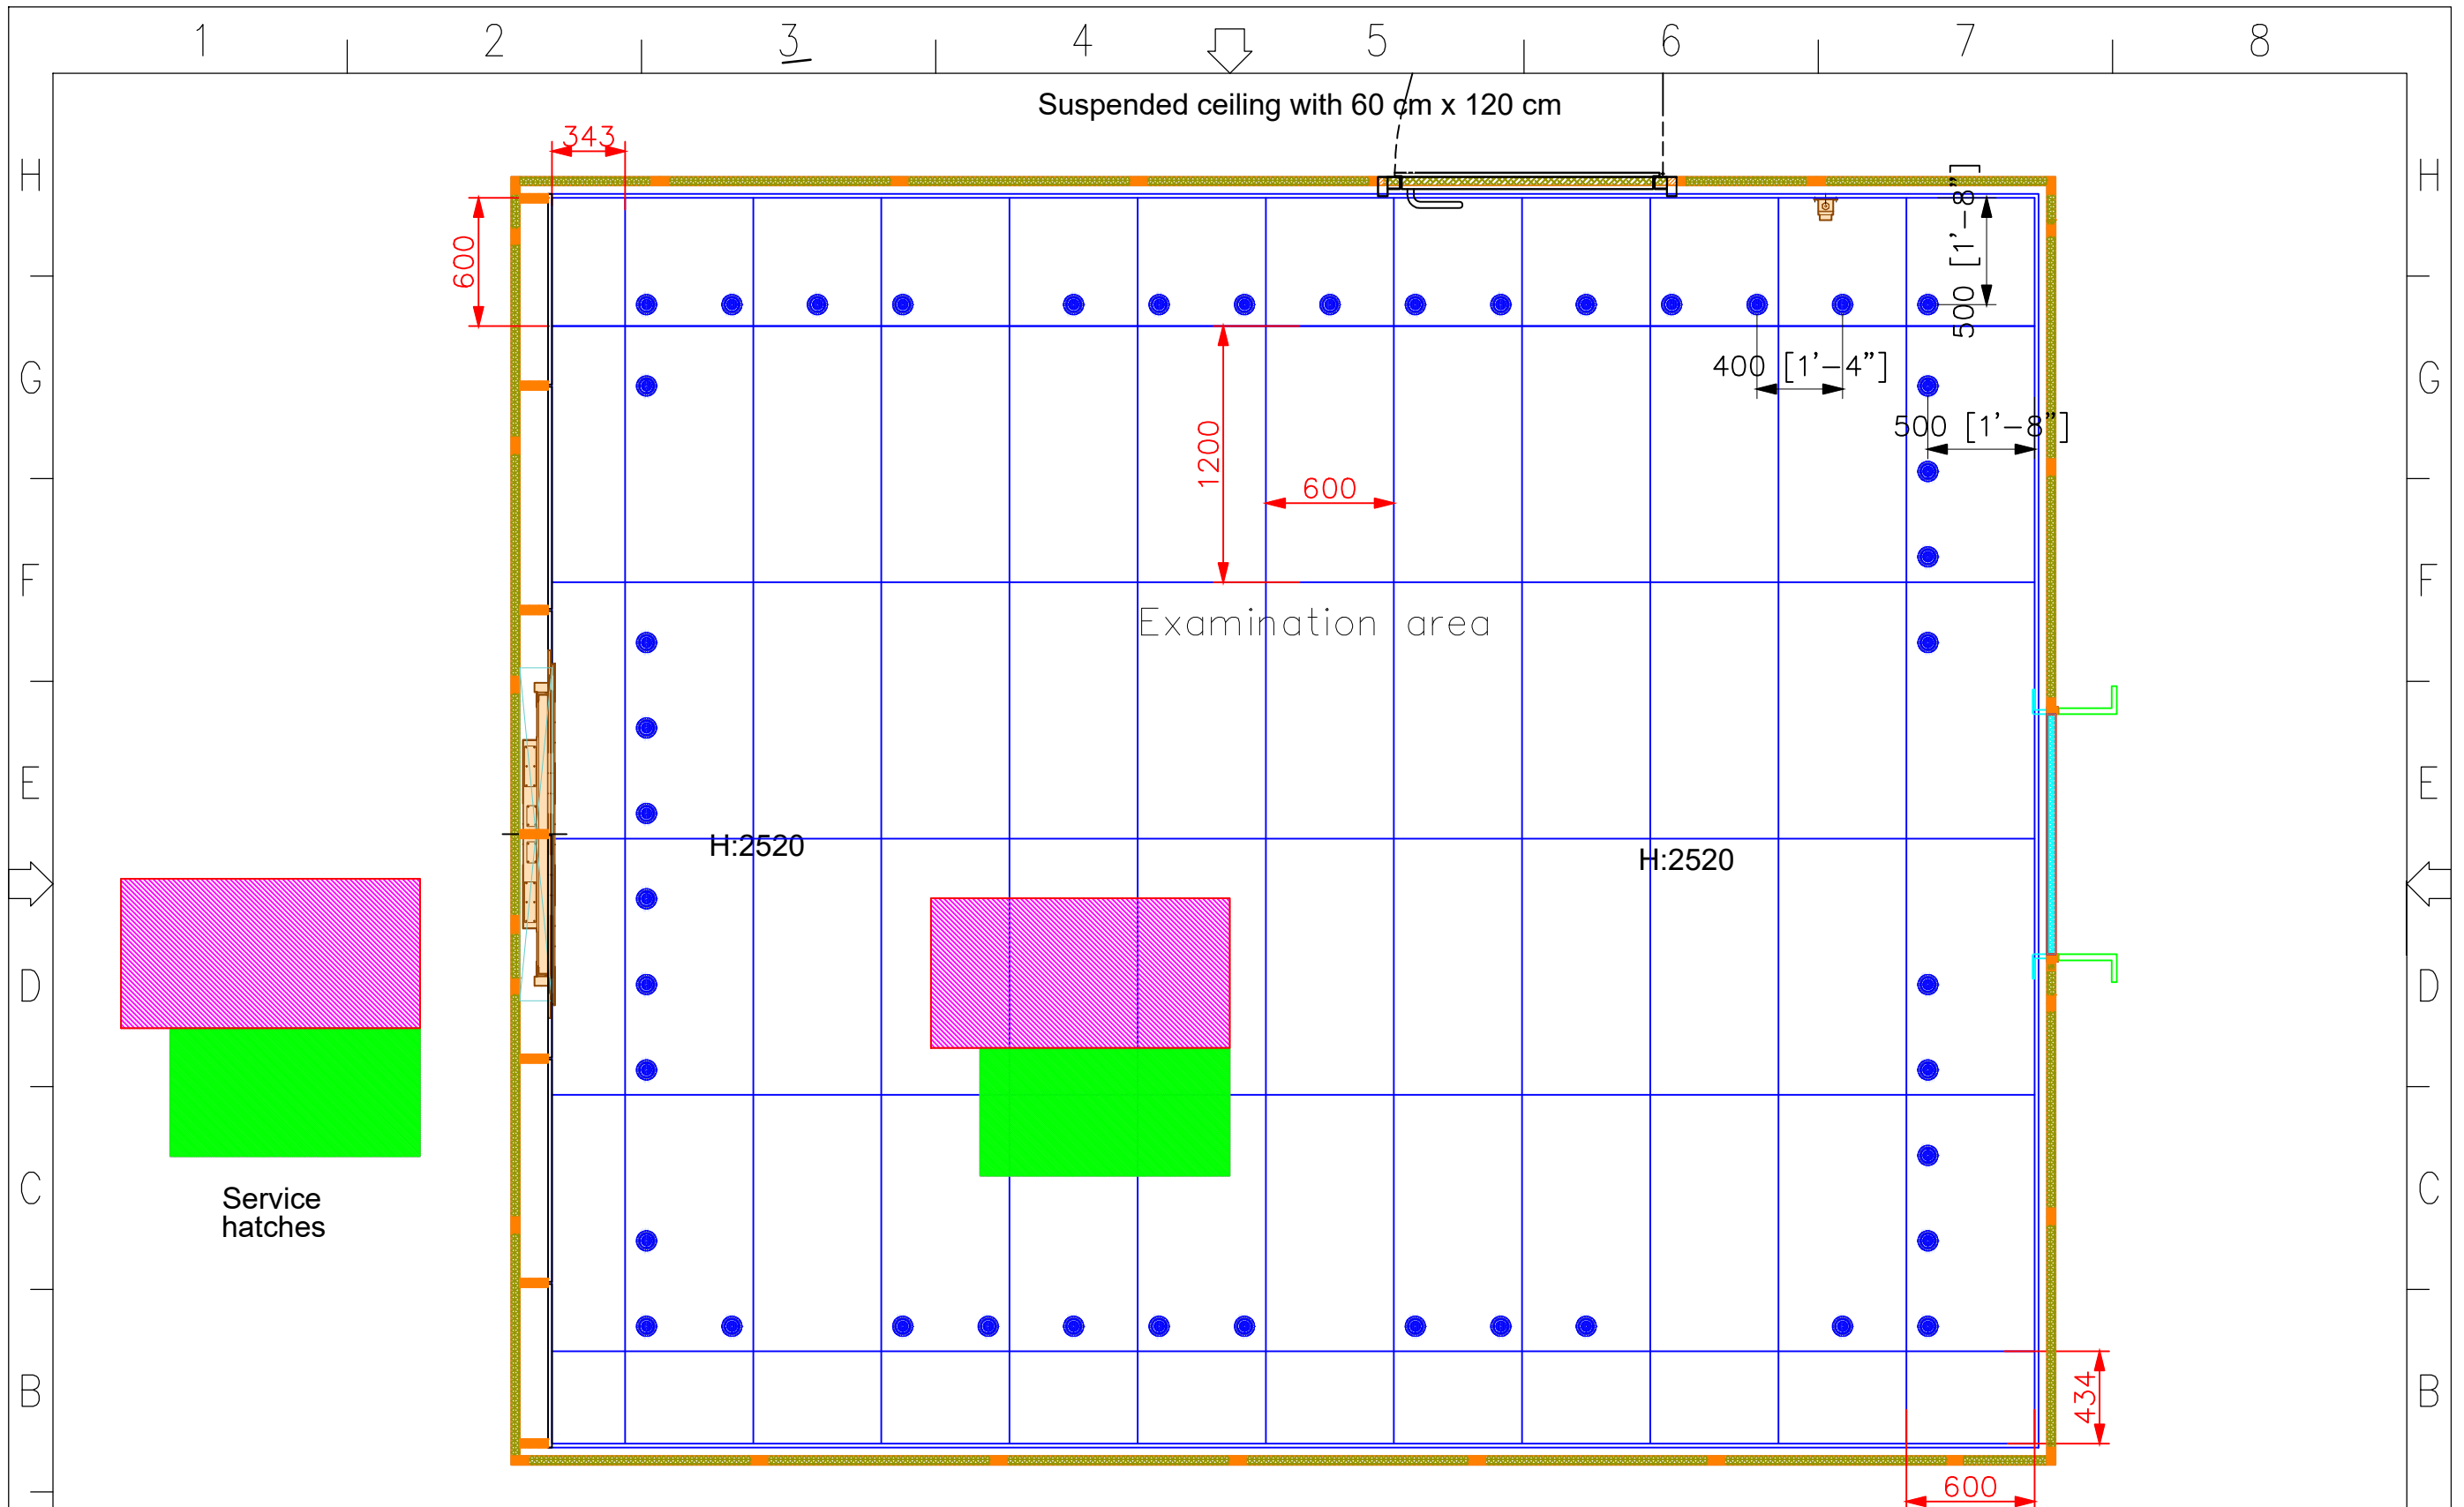 1 2 3 4 5 6 7 8
Suspended ceiling with 60 cm x 120 cm
343
H H
600
500 [1'-8"]
G G
400 [1'-4"]
500 [1'-8"]
1200
600
F F
Examination area
E E
H:2520
H:2520
D D
Service
hatches
C C
B B
434
600